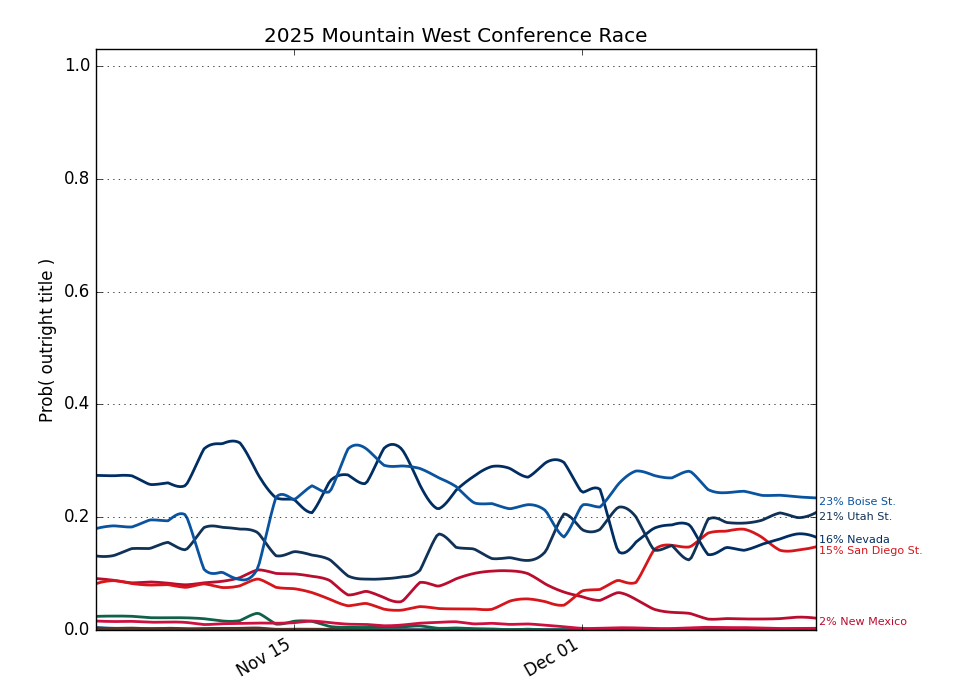 2025 Mountain West Conference Race
Prob( outright title )
1.0
0.8
0.6
0.4
0.2
0.0
23% Boise St.
21% Utah St.
16% Nevada
15% San Diego St.
2% New Mexico
Nov 15
Dec 01